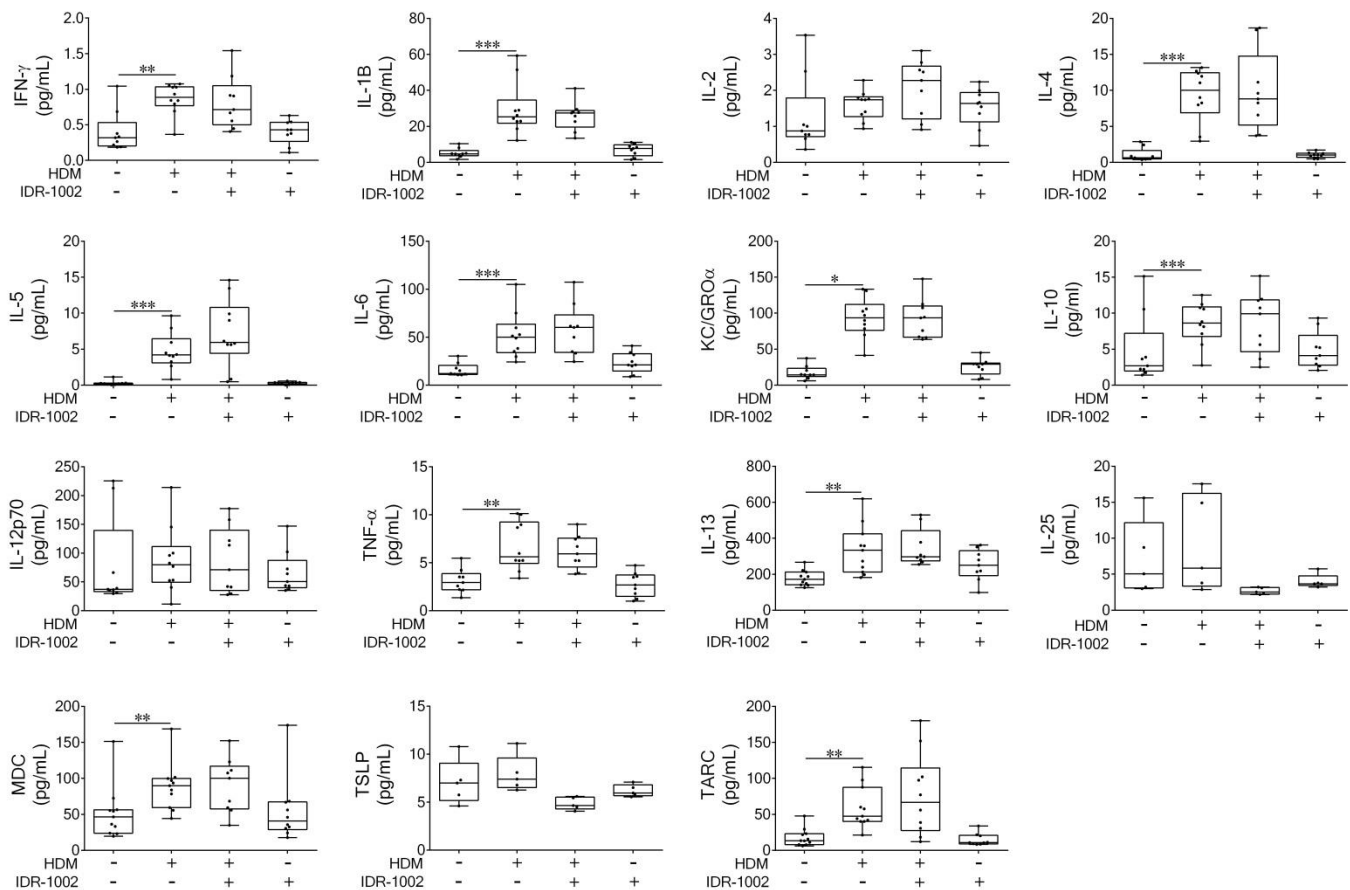 IFN-γ
(pg/mL)
1.5
1.0
0.5
0.0
2.0
**
HDM - + + -
IDR-1002 - - + +
IL-1B
(pg/mL)
80
60
40
20
0
***
HDM - + + -
IDR-1002 - - + +
IL-2
(pg/mL)
4
3
2
1
0
HDM - + + -
IDR-1002 - - + +
IL-4
(pg/mL)
20
15
10
5
0
***
HDM - + + -
IDR-1002 - - + +
IL-5
(pg/mL)
20
15
10
5
0
***
HDM - + + -
IDR-1002 - - + +
IL-6
(pg/mL)
150
100
50
0
***
HDM - + + -
IDR-1002 - - + +
KC/GROα
(pg/mL)
200
150
100
50
0
*
HDM - + + -
IDR-1002 - - + +
IL-10
(pg/ml)
20
15
10
5
0
***
HDM - + + -
IDR-1002 - - + +
IL-12p70
(pg/mL)
250
200
150
100
50
0
HDM - + + -
IDR-1002 - - + +
TNF-α
(pg/mL)
15
10
5
0
**
HDM - + + -
IDR-1002 - - + +
IL-13
(pg/mL)
800
600
400
200
0
**
HDM - + + -
IDR-1002 - - + +
IL-25
(pg/mL)
20
15
10
5
0
HDM - + + -
IDR-1002 - - + +
MDC
(pg/mL)
200
150
100
50
0
**
HDM - + + -
IDR-1002 - - + +
TSLP
(pg/mL)
15
10
5
0
HDM - + + -
IDR-1002 - - + +
TARC
(pg/mL)
200
150
100
50
0
**
HDM - + + -
IDR-1002 - - + +